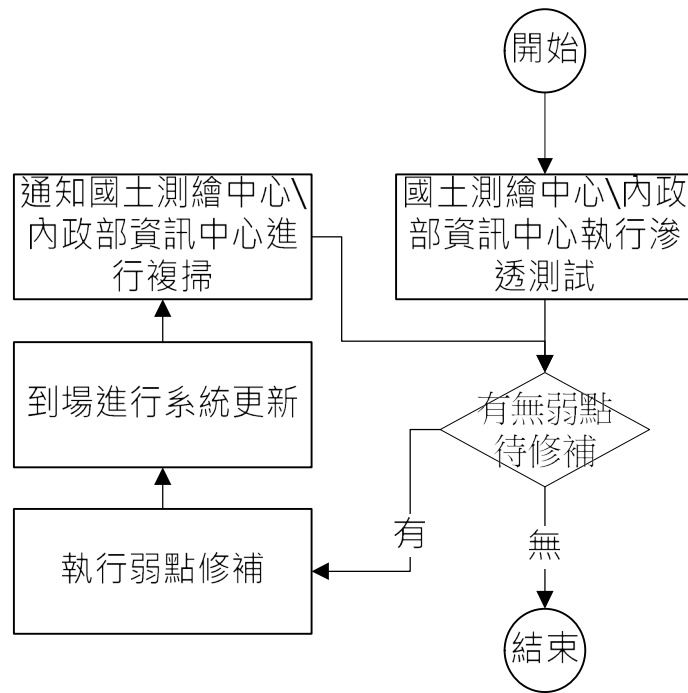 開始
國土測繪中心\內政
部資訊中心執行滲
透測試
有無弱點
待修補
有
無
執行弱點修補
到場進行系統更新
通知國土測繪中心\
內政部資訊中心進
行複掃
結束